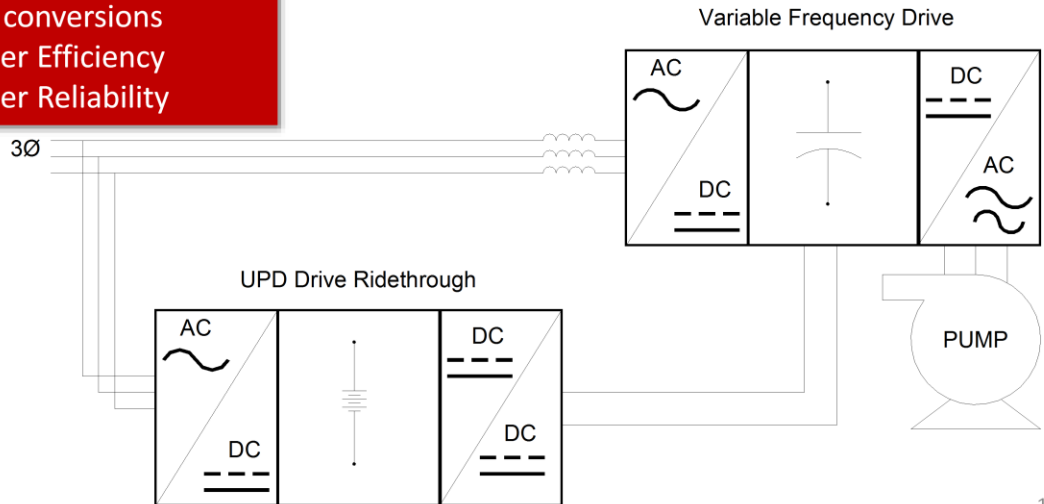 conversions
er Efficiency
er Reliability
Variable Frequency Drive
AC
DC
DC
AC
3Ø
UPD Drive Ridethrough
AC
DC
DC
DC
PUMP